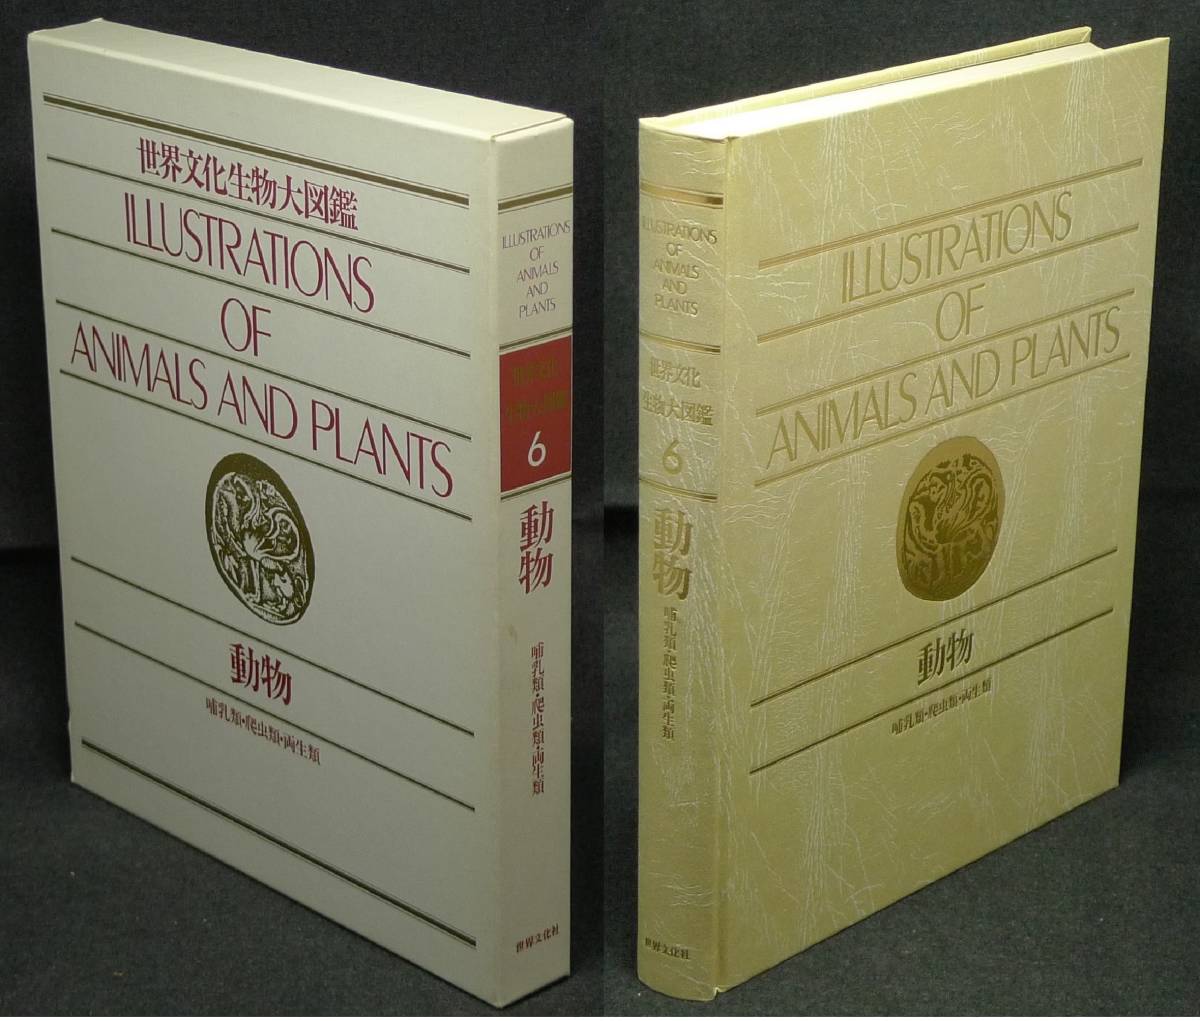 世界文化生物大図鑑
ILLUSTRATIONS
OF
ANIMALS AND PLANTS
動物
哺乳類・爬虫類・両生類
ILLUSTRATIONS
OF
ANIMALS
AND
PLANTS
世界文化
生物大図鑑
6
動物
哺乳類・爬虫類・両生類
世界文化社
ILLUSTRATIONS
OF
ANIMALS
AND
PLANTS
世界文化
生物大図鑑
6
動物
哺乳類・爬虫類・両生類
世界文化社
ILLUSTRATIONS
OF
ANIMALS AND PLANTS
動物
哺乳類・爬虫類・両生類